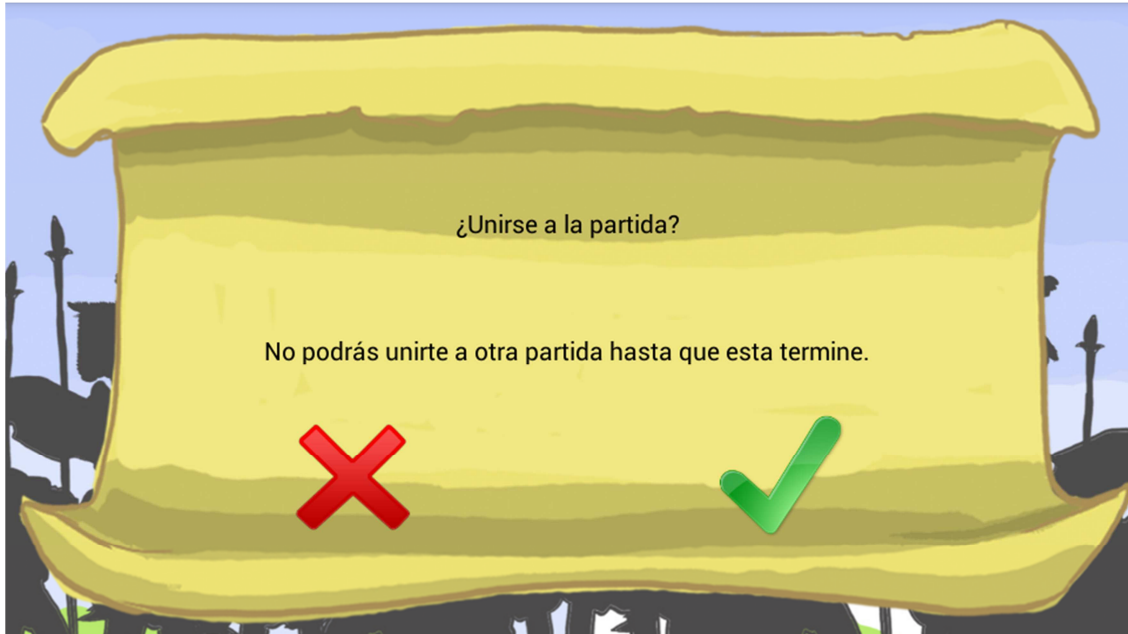 ¿Unirse a la partida?
No podrás unirte a otra partida hasta que esta termine.